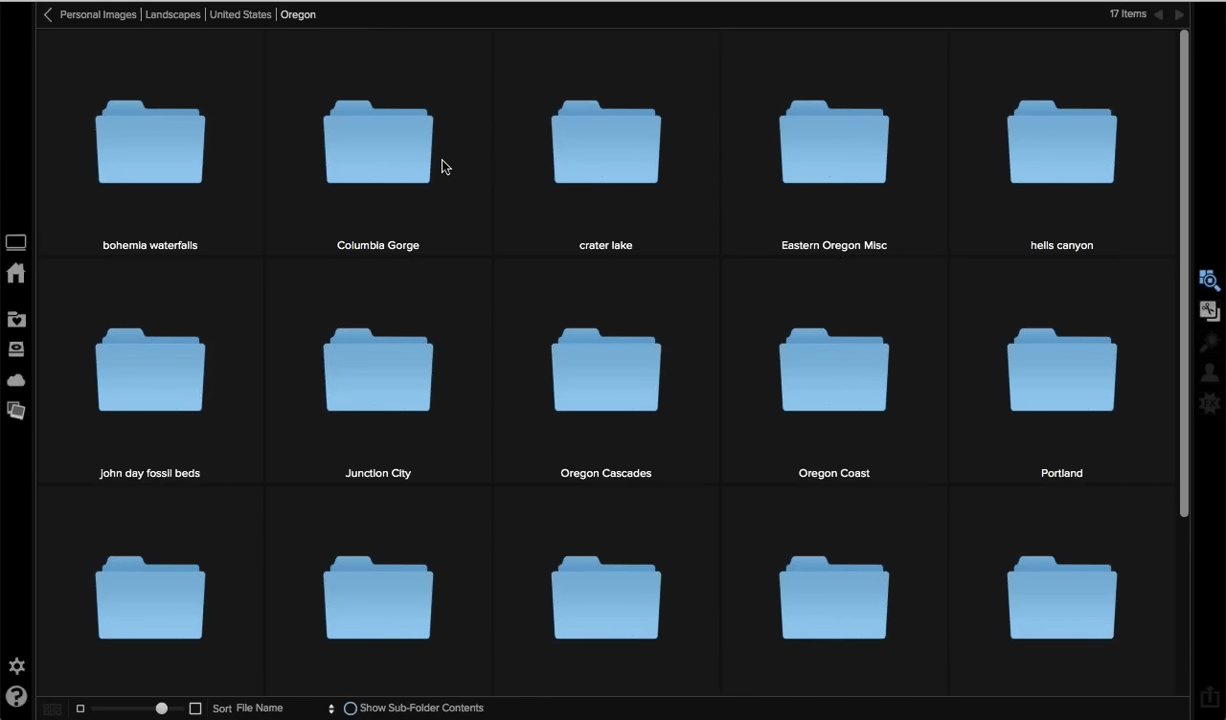 Personal Images | Landscapes | United States | Oregon
17 Items
bohemia waterfalls
Columbia Gorge
crater lake
Eastern Oregon Misc
hells canyon
john day fossil beds
Junction City
Oregon Cascades
Oregon Coast
Portland
Sort File Name
Show Sub-Folder Contents